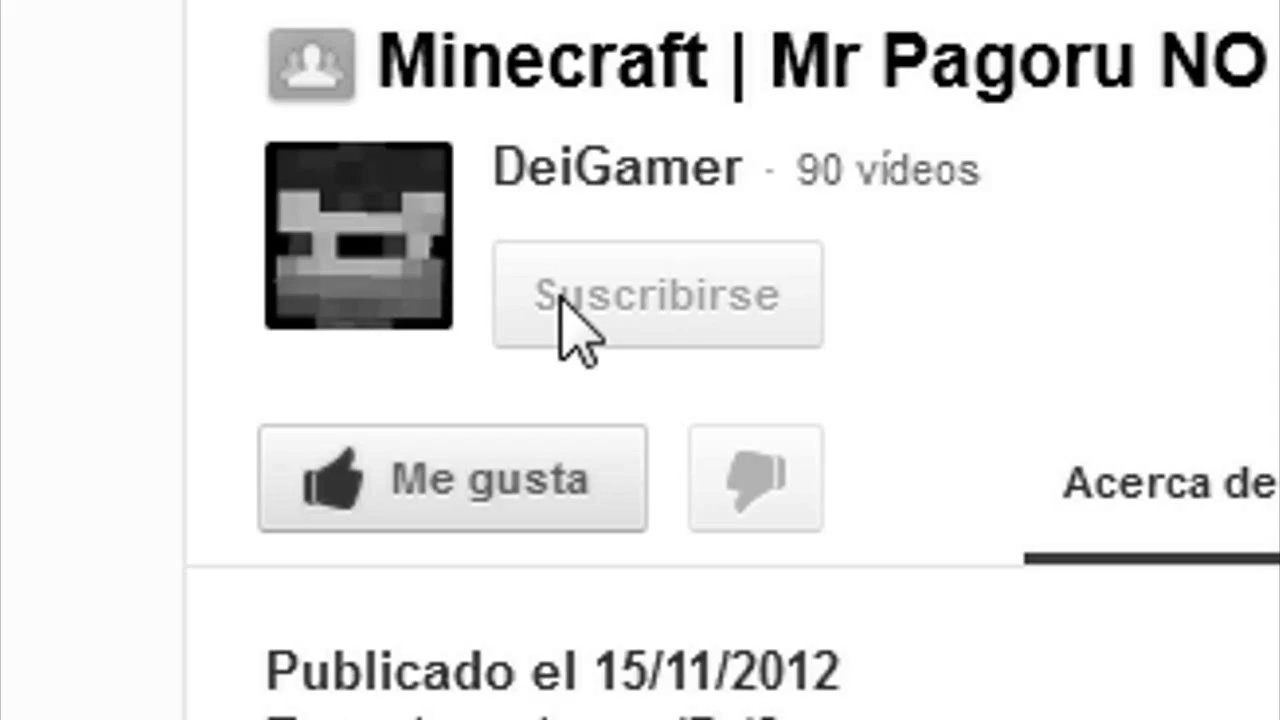 Minecraft | Mr Pagoru NO
DeiGamer · 90 vídeos
Suscribirse
Me gusta
Acerca de
Publicado el 15/11/2012